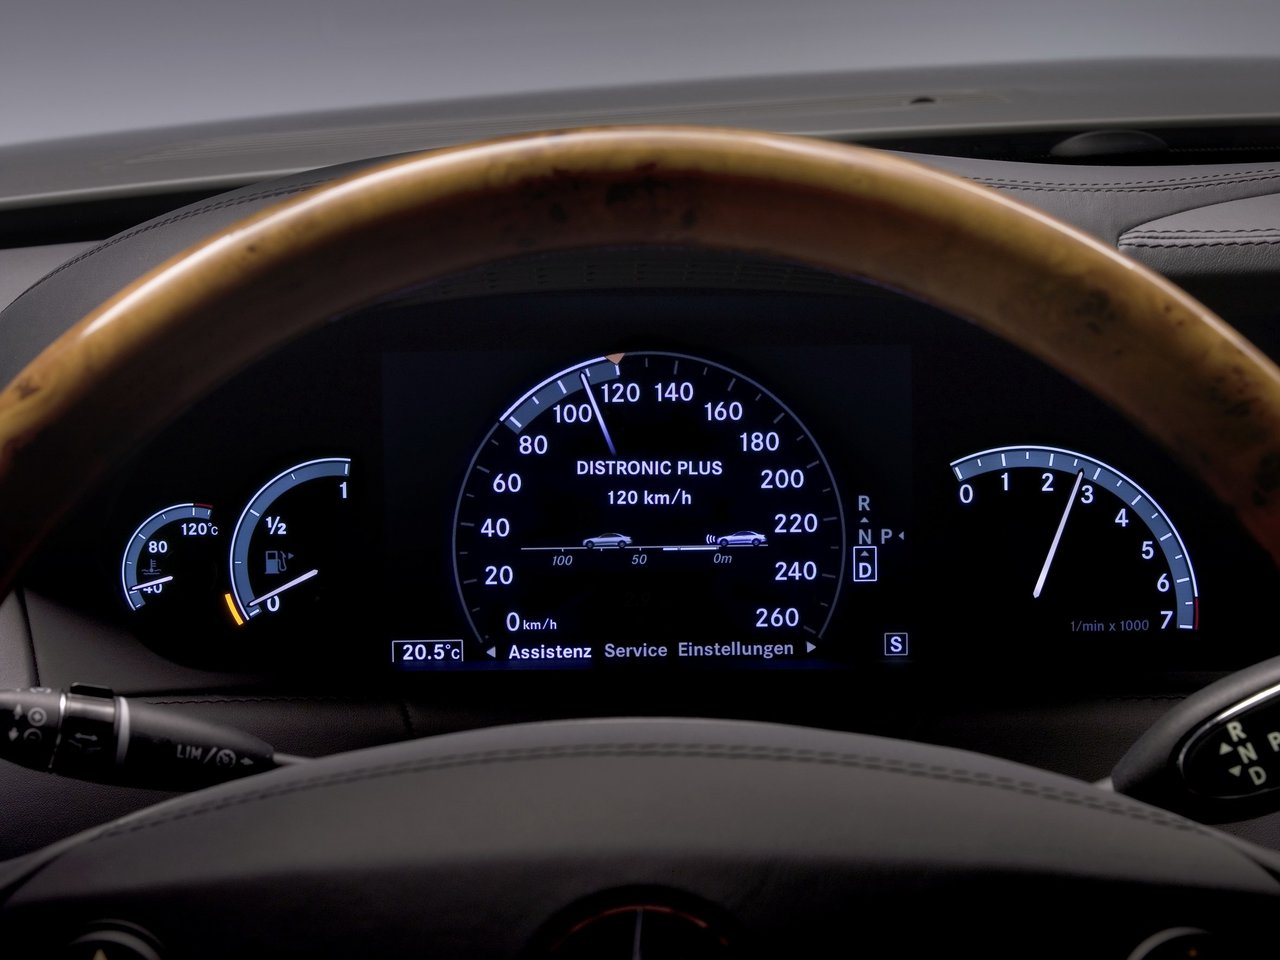 120°C
80
40
1
½
0
120
140
100
160
80
180
60
200
40
220
20
240
0 km/h
260
DISTRONIC PLUS
120 km/h
100
50
0m
20.5°C
◀ Assistenz Service Einstellungen ▶
R
N P
D
S
0
1
2
3
4
5
6
7
1/min x 1000
LIM/
R
N P
D